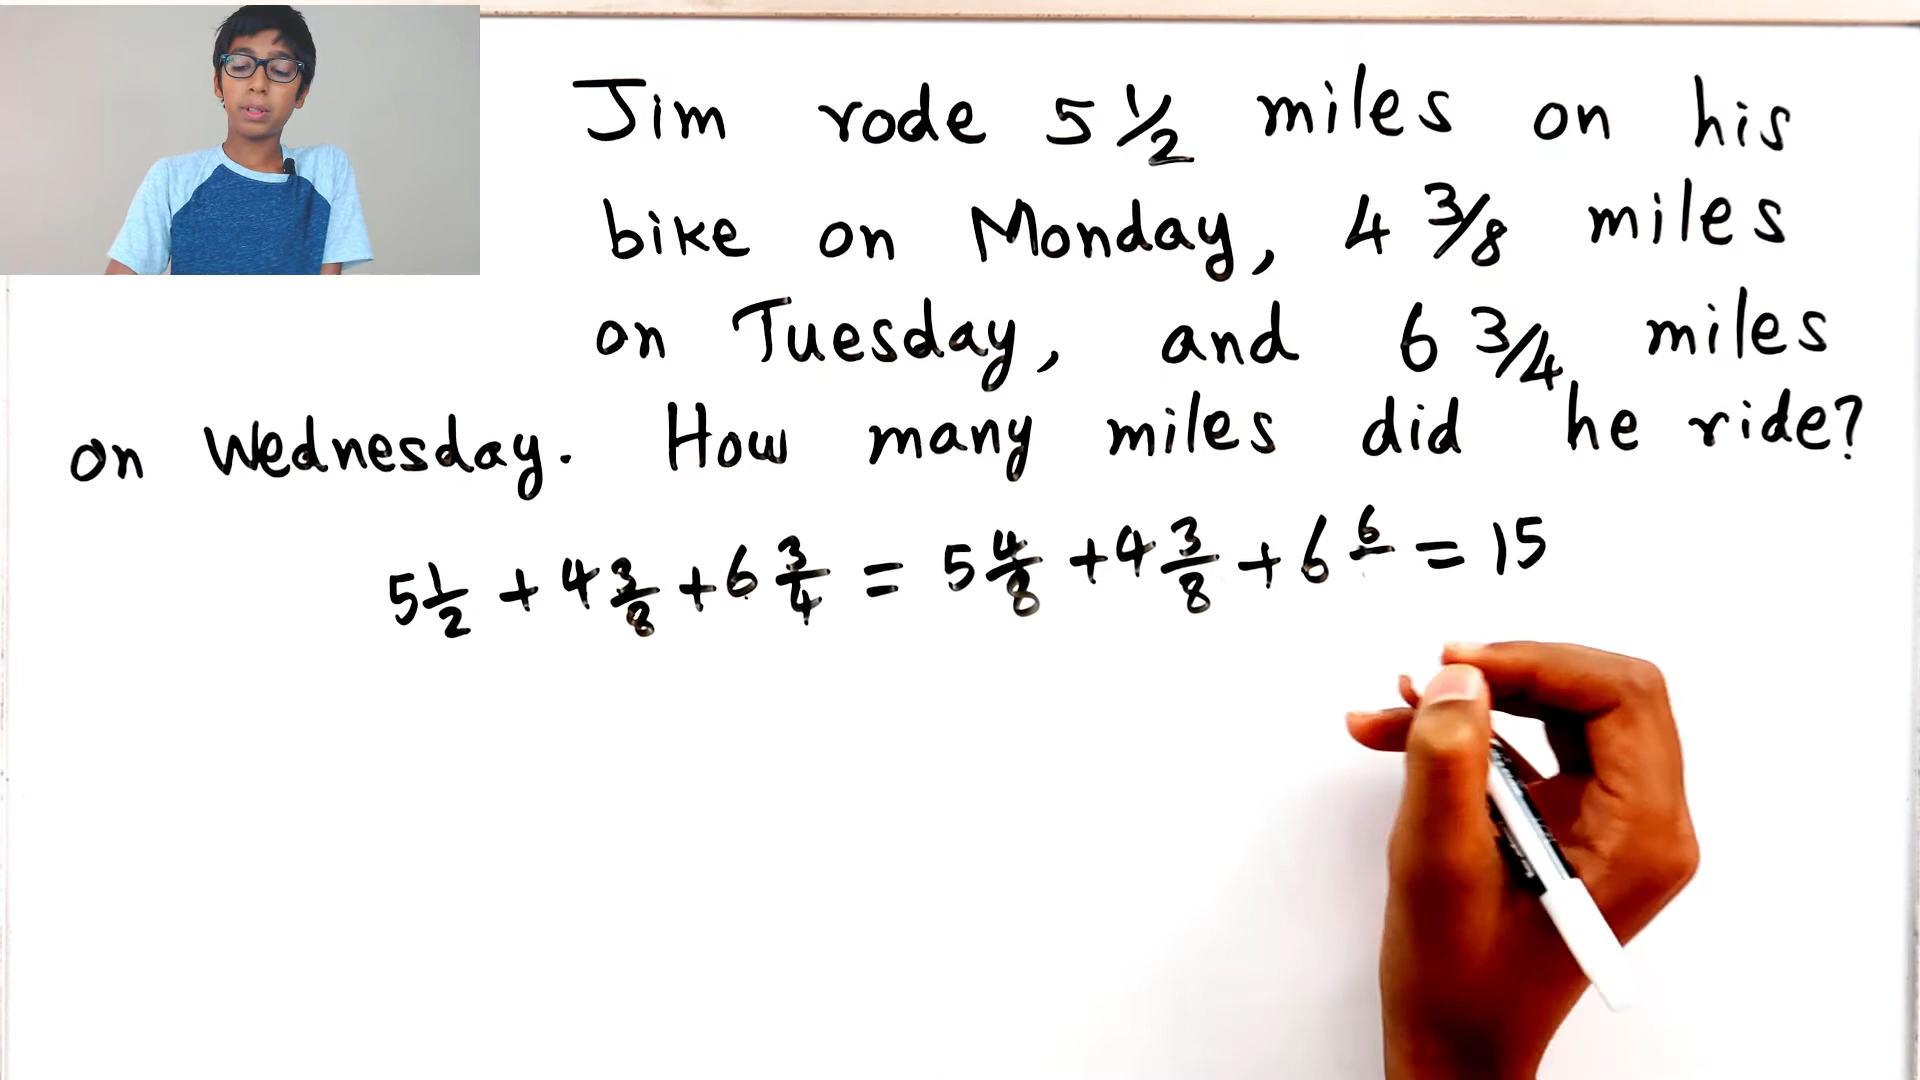 Jim rode 5 1/2 miles on his
bike on Monday, 4 3/8 miles
on Tuesday, and 6 3/4 miles
on Wednesday. How many miles did he ride?
5 1/2 + 4 3/8 + 6 3/4 = 5 4/8 + 4 3/8 + 6 6/ = 15